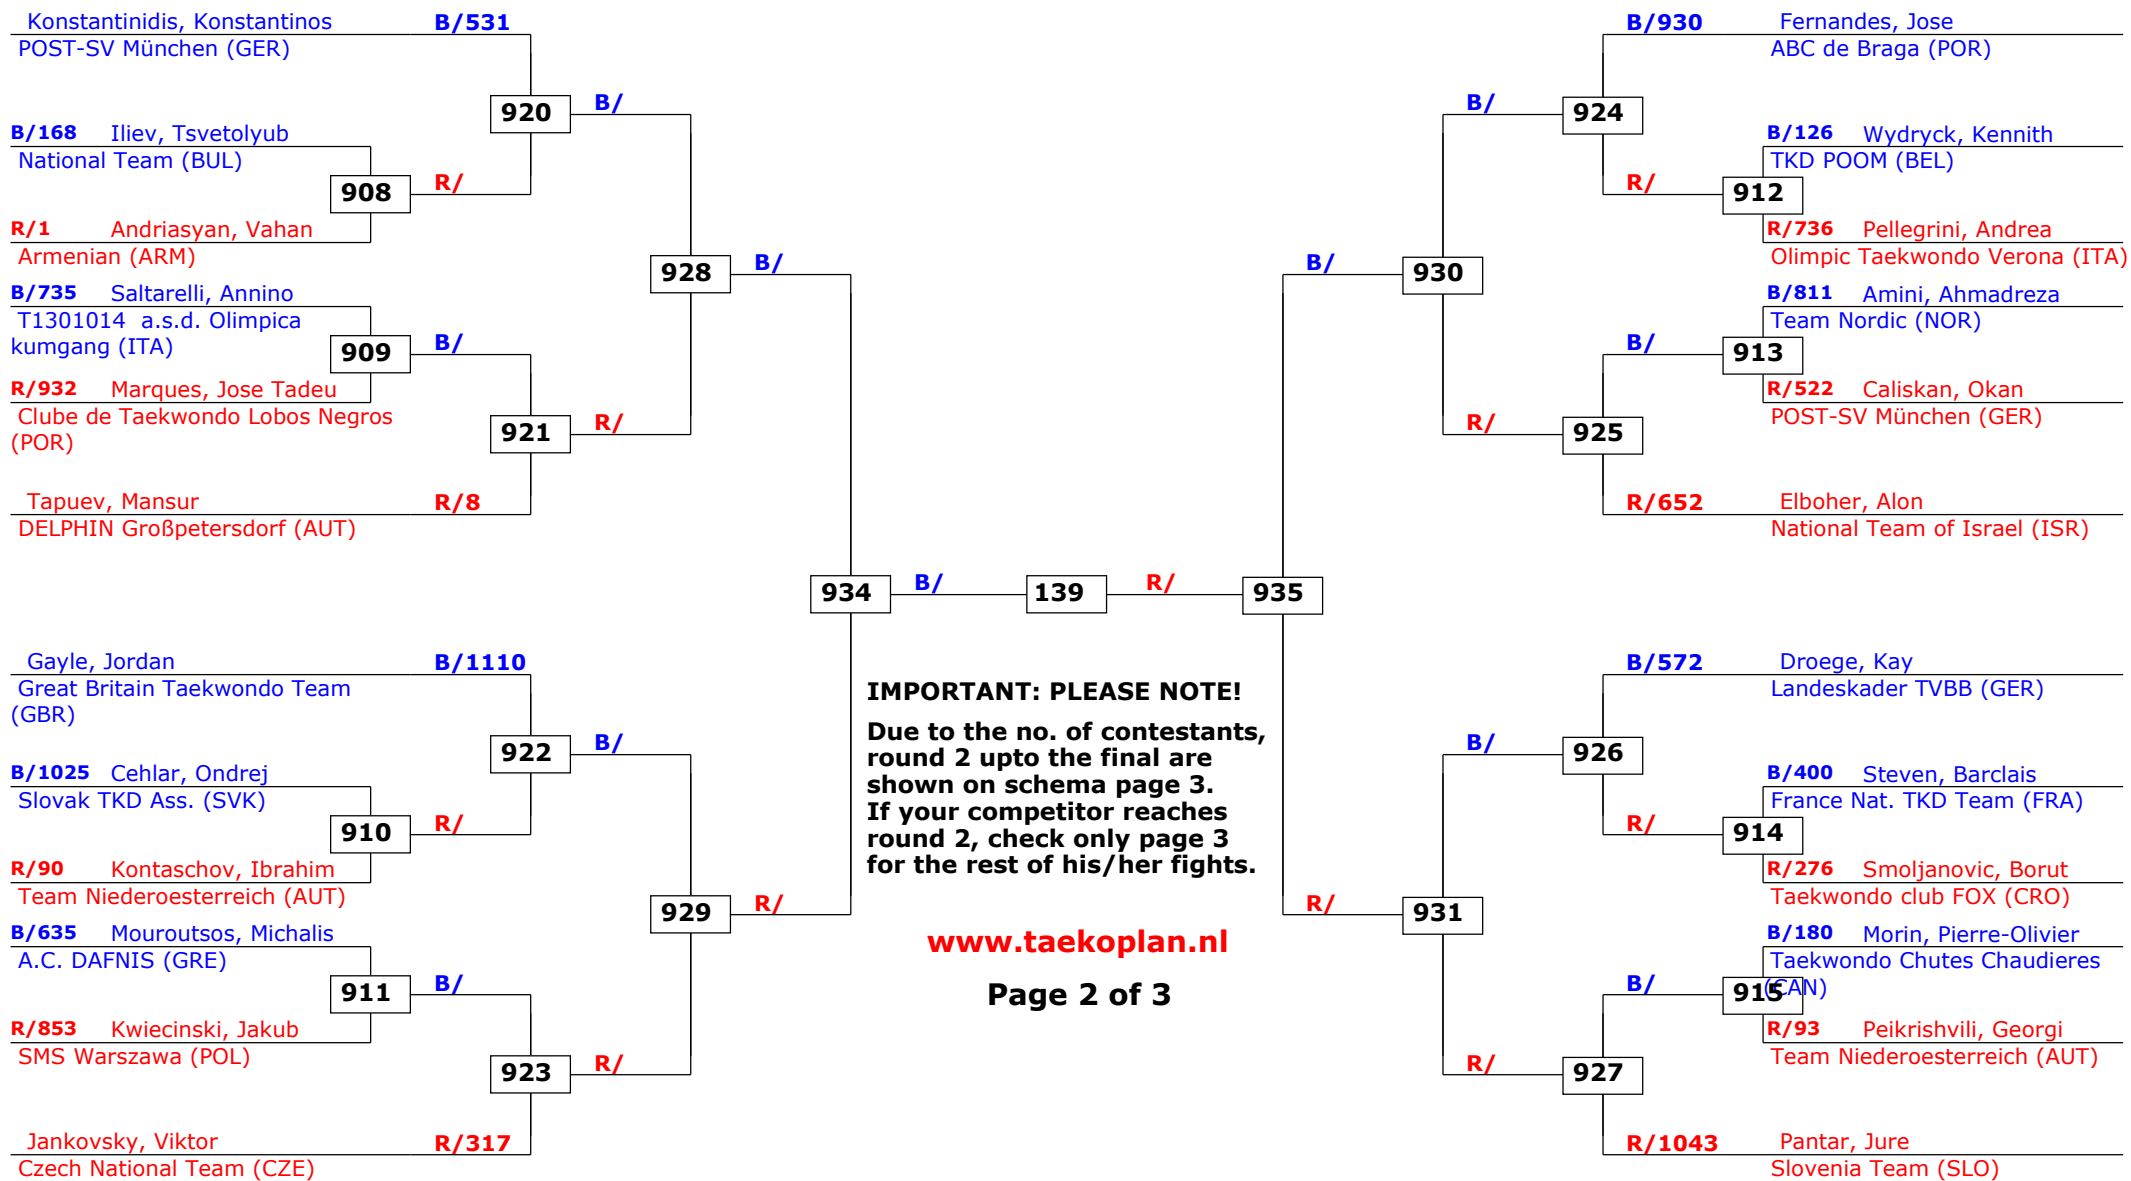 Konstantinidis, Konstantinos B/531
POST-SV München (GER)
920
B/
B/168 Iliev, Tsvetolyub
National Team (BUL)
908
R/
R/1 Andriasyan, Vahan
Armenian (ARM)
928
B/
B/735 Saltarelli, Annino
T1301014 a.s.d. Olimpica
kumgang (ITA)
909
B/
R/932 Marques, Jose Tadeu
Clube de Taekwondo Lobos Negros
(POR)
921
R/
Tapuev, Mansur R/8
DELPHIN Großpetersdorf (AUT)
934
B/
139
R/
935
Gayle, Jordan B/1110
Great Britain Taekwondo Team
(GBR)
922
B/
B/1025 Cehlar, Ondrej
Slovak TKD Ass. (SVK)
910
R/
R/90 Kontaschov, Ibrahim
Team Niederoesterreich (AUT)
929
R/
B/635 Mouroutsos, Michalis
A.C. DAFNIS (GRE)
911
B/
R/853 Kwiecinski, Jakub
SMS Warszawa (POL)
923
R/
Jankovsky, Viktor R/317
Czech National Team (CZE)
IMPORTANT: PLEASE NOTE!
Due to the no. of contestants,
round 2 upto the final are
shown on schema page 3.
If your competitor reaches
round 2, check only page 3
for the rest of his/her fights.
www.taekoplan.nl
Page 2 of 3
B/930 Fernandes, Jose
ABC de Braga (POR)
B/
924
B/126 Wydryck, Kennith
TKD POOM (BEL)
R/
912
R/736 Pellegrini, Andrea
Olimpic Taekwondo Verona (ITA)
B/
930
B/811 Amini, Ahmadreza
Team Nordic (NOR)
B/
913
R/522 Caliskan, Okan
POST-SV München (GER)
R/
925
R/652 Elboher, Alon
National Team of Israel (ISR)
B/572 Droege, Kay
Landeskader TVBB (GER)
B/
926
B/400 Steven, Barclais
France Nat. TKD Team (FRA)
R/
914
R/276 Smoljanovic, Borut
Taekwondo club FOX (CRO)
R/
931
B/180 Morin, Pierre-Olivier
Taekwondo Chutes Chaudieres
(CAN)
B/
915
R/93 Peikrishvili, Georgi
Team Niederoesterreich (AUT)
R/
927
R/1043 Pantar, Jure
Slovenia Team (SLO)